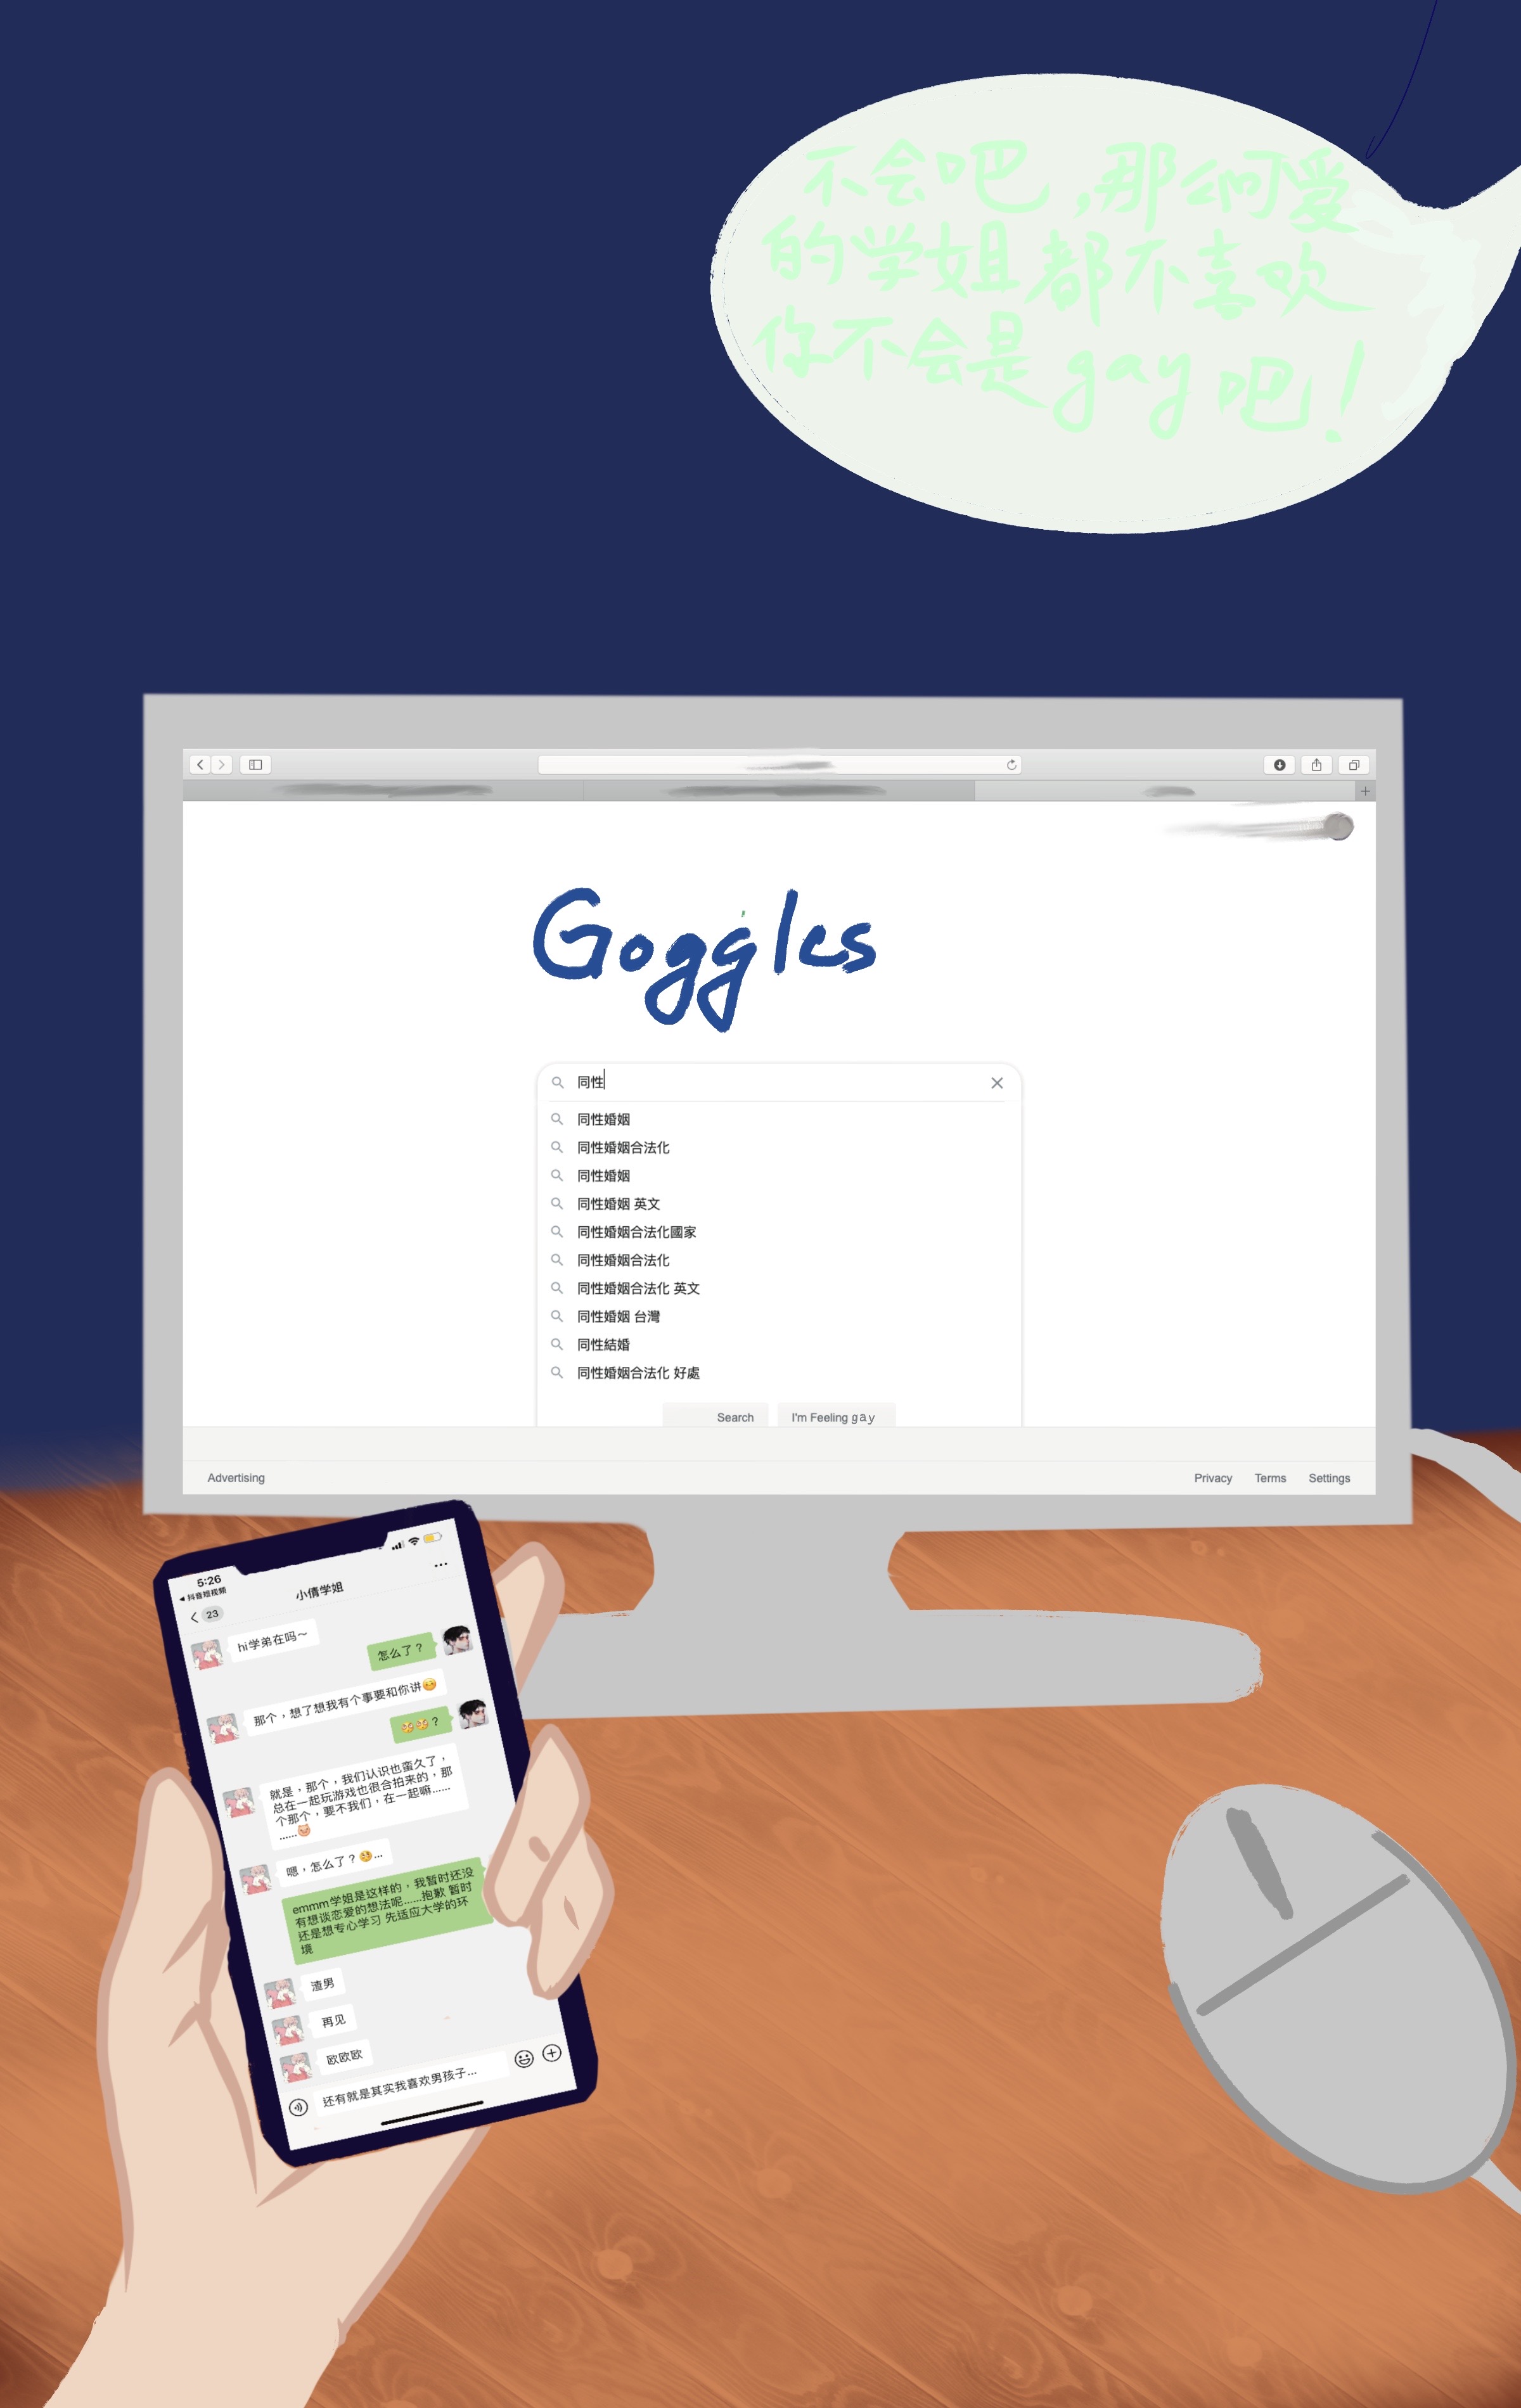 不会吧,那么可爱
的学姐都不喜欢
你不会是gay吧!
Goggles
同性
同性婚姻
同性婚姻合法化
同性婚姻
同性婚姻 英文
同性婚姻合法化國家
同性婚姻合法化
同性婚姻合法化 英文
同性婚姻 台灣
同性結婚
同性婚姻合法化 好處
Search
I'm Feeling gay
Advertising
Privacy
Terms
Settings
5:26
抖音短视频
23
小倩学姐
hi学弟在吗～
怎么了？
那个，想了想我有个事要和你讲😊
？
就是，那个，我们认识也蛮久了，
总在一起玩游戏也很合拍来的，那
个那个，要不我们，在一起嘛……
……🐷
嗯，怎么了？…
emmm学姐是这样的，我暂时还没
有想谈恋爱的想法呢……抱歉 暂时
还是想专心学习 先适应大学的环
境
渣男
再见
欧欧欧
还有就是其实我喜欢男孩子...